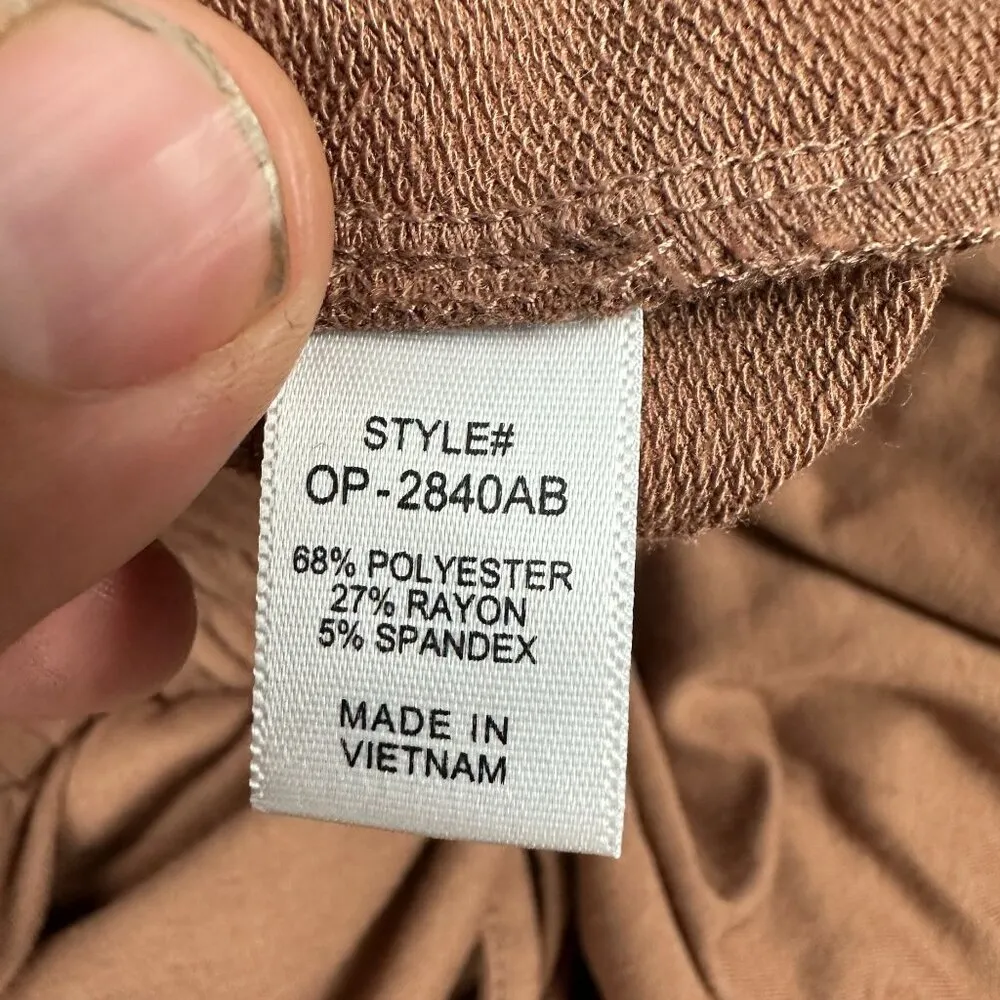 STYLE#
OP-2840AB
68% POLYESTER
27% RAYON
5% SPANDEX
MADE IN
VIETNAM